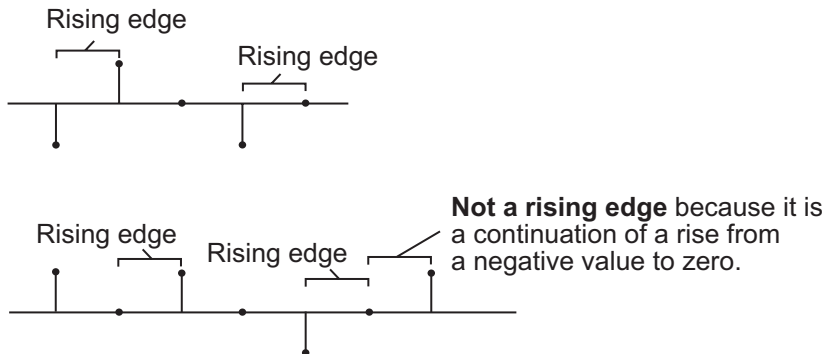 Rising edge
Rising edge
Not a rising edge because it is
a continuation of a rise from
a negative value to zero.
Rising edge
Rising edge